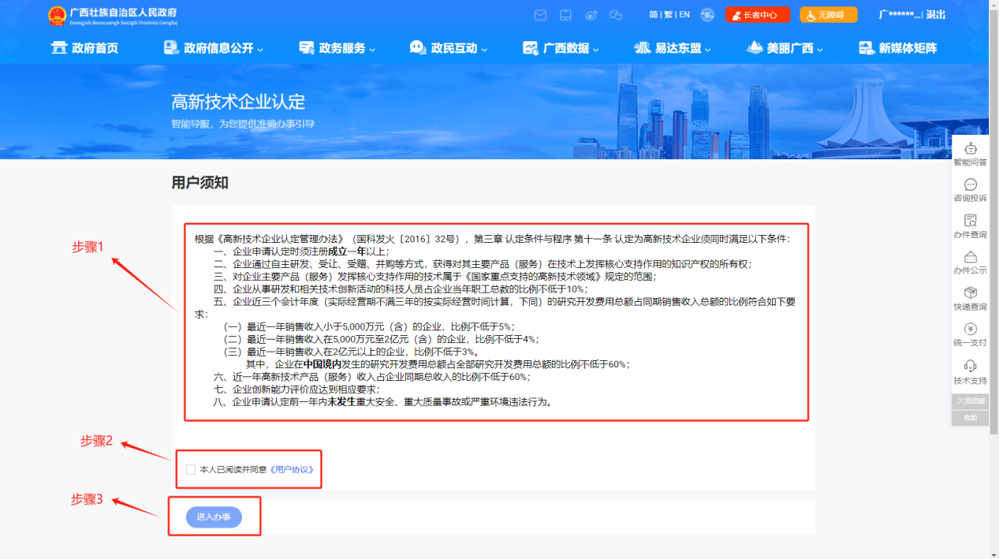 广西壮族自治区人民政府
Gvangjsih Bouxcuengh Swcigih Yinzminz Cwngfuj
简 | 繁 | EN
长者中心
无障碍
广******...| 退出
政府首页
政府信息公开
政务服务
政民互动
广西数据
易达东盟
美丽广西
新媒体矩阵
高新技术企业认定
智能导服，为您提供准确办事引导
用户须知
步骤1
根据《高新技术企业认定管理办法》（国科发火〔2016〕32号），第三章 认定条件与程序 第十一条 认定为高新技术企业须同时满足以下条件：
一、企业申请认定时须注册成立一年以上；
二、企业通过自主研发、受让、受赠、并购等方式，获得对其主要产品（服务）在技术上发挥核心支持作用的知识产权的所有权；
三、对企业主要产品（服务）发挥核心支持作用的技术属于《国家重点支持的高新技术领域》规定的范围；
四、企业从事研发和相关技术创新活动的科技人员占企业当年职工总数的比例不低于10%；
五、企业近三个会计年度（实际经营期不满三年的按实际经营时间计算，下同）的研究开发费用总额占同期销售收入总额的比例符合如下要
求：
（一）最近一年销售收入小于5,000万元（含）的企业，比例不低于5%；
（二）最近一年销售收入在5,000万元至2亿元（含）的企业，比例不低于4%；
（三）最近一年销售收入在2亿元以上的企业，比例不低于3%。
其中，企业在中国境内发生的研究开发费用总额占全部研究开发费用总额的比例不低于60%；
六、近一年高新技术产品（服务）收入占企业同期总收入的比例不低于60%；
七、企业创新能力评价应达到相应要求；
八、企业申请认定前一年内未发生重大安全、重大质量事故或严重环境违法行为。
步骤2
本人已阅读并同意《用户协议》
步骤3
进入办事
智能问答
咨询投诉
办件查询
办件公示
快递查询
统一支付
技术支持
回顶部
收起